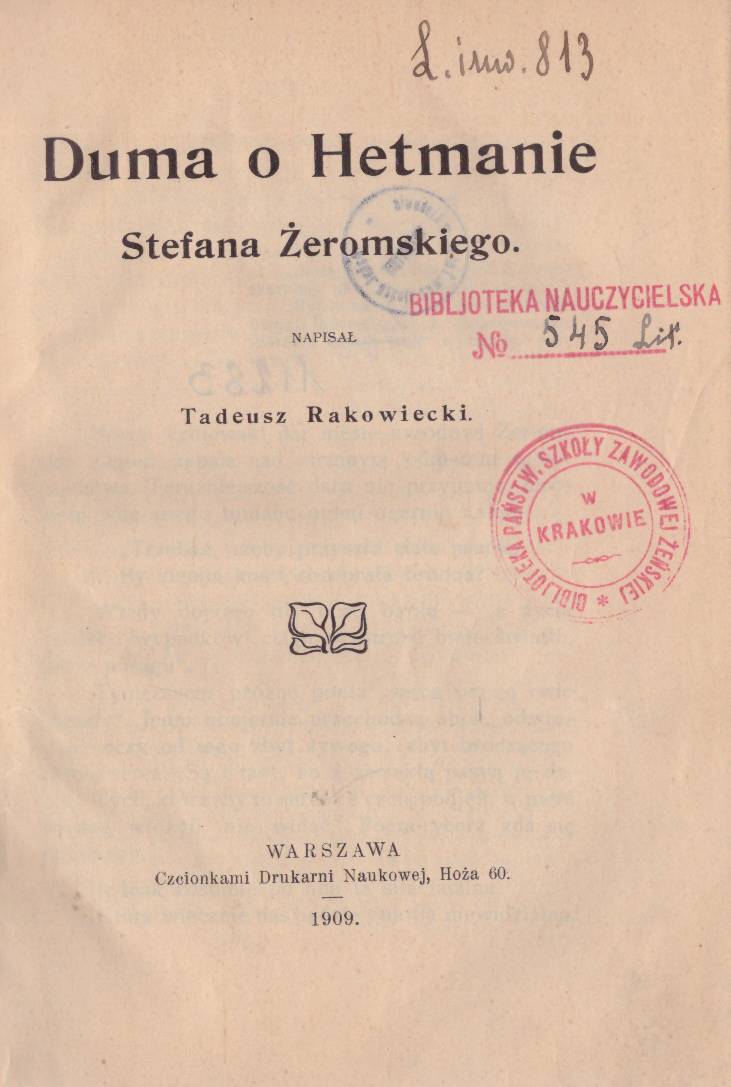 L. inw. 813
Duma o Hetmanie
Stefana Żeromskiego.
BIBLJOTEKA NAUCZYCIELSKA
No 545 Lit.
NAPISAŁ
Tadeusz Rakowiecki.
BIBLJOTEKA PAŃSTW. SZKOŁY ZAWODOWEJ ŻEŃSKIEJ *
W
KRAKOWIE
WARSZAWA
Czcionkami Drukarni Naukowej, Hoża 60.
1909.